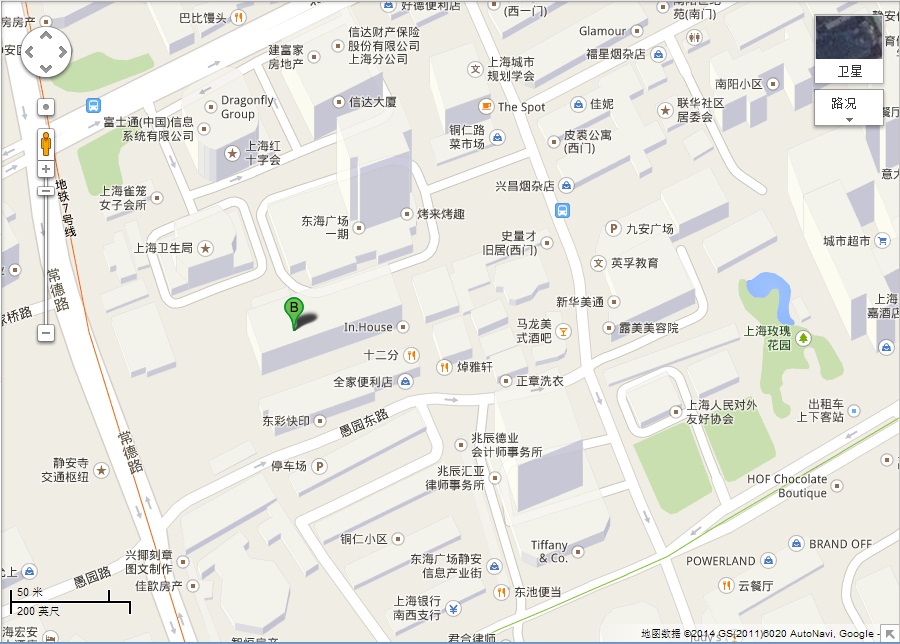 好德便利店
(西一门)
苑(南门)
巴比馒头
房房产
信达财产保险
股份有限公司
上海分公司
Glamour
福星烟杂店
建富家
房地产
上海城市
规划学会
卫星
南阳小区
路况
Dragonfly
Group
信达大厦
The Spot
佳妮
联华社区
居委会
富士通(中国)信息
系统有限公司
铜仁路
菜市场
皮裘公寓
(西门)
上海红
十字会
地铁7号线
上海雀笼
女子会所
兴昌烟杂店
东海广场
一期
烤来烤趣
九安广场
史量才
旧居(西门)
城市超市
上海卫生局
英孚教育
常德路
家桥路
B
In.House
新华美通
马龙美
式酒吧
露美美容院
上海玫瑰
花园
上海
嘉酒店
十二分
焯雅轩
全家便利店
正章洗衣
东彩快印
愚园东路
上海人民对外
友好协会
出租车
上下客站
常德路
兆辰德业
会计师事务所
静安寺
交通枢纽
停车场
兆辰汇亚
律师事务所
HOF Chocolate
Boutique
铜仁小区
Tiffany
& Co.
BRAND OFF
兴揤刻章
图文制作
东海广场静安
信息产业街
POWERLAND
愚园路
佳歆房产
云餐厅
东池便当
50 米
200 英尺
上海银行
南西支行
海宏安
智恒房产
君合律师
地图数据 ©2014 GS(2011)6020 AutoNavi, Google -